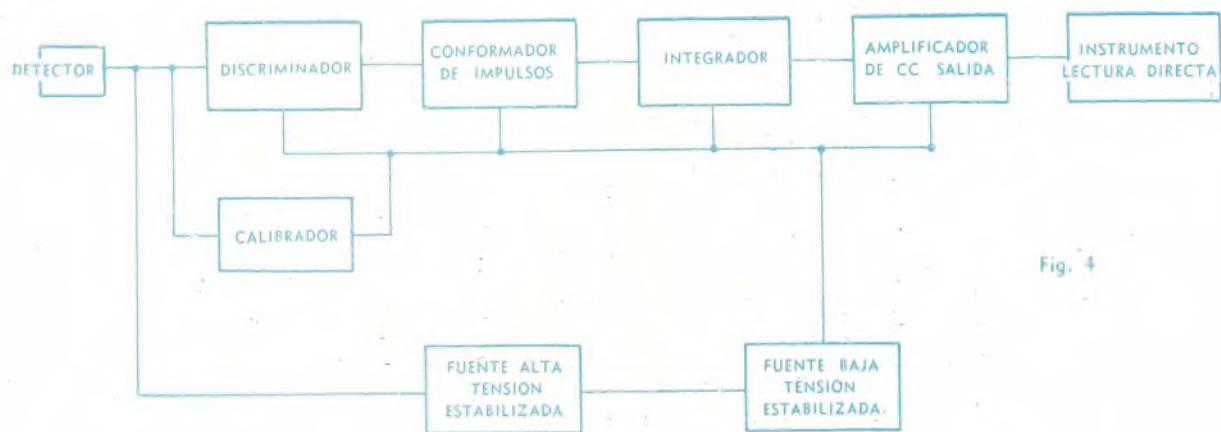 DETECTOR
DISCRIMINADOR
CONFORMADOR
DE IMPULSOS
INTEGRADOR
AMPLIFICADOR
DE CC SALIDA
INSTRUMENTO
LECTURA DIRECTA
CALIBRADOR
Fig. 4
FUENTE ALTA
TENSION
ESTABILIZADA
FUENTE BAJA
TENSION
ESTABILIZADA